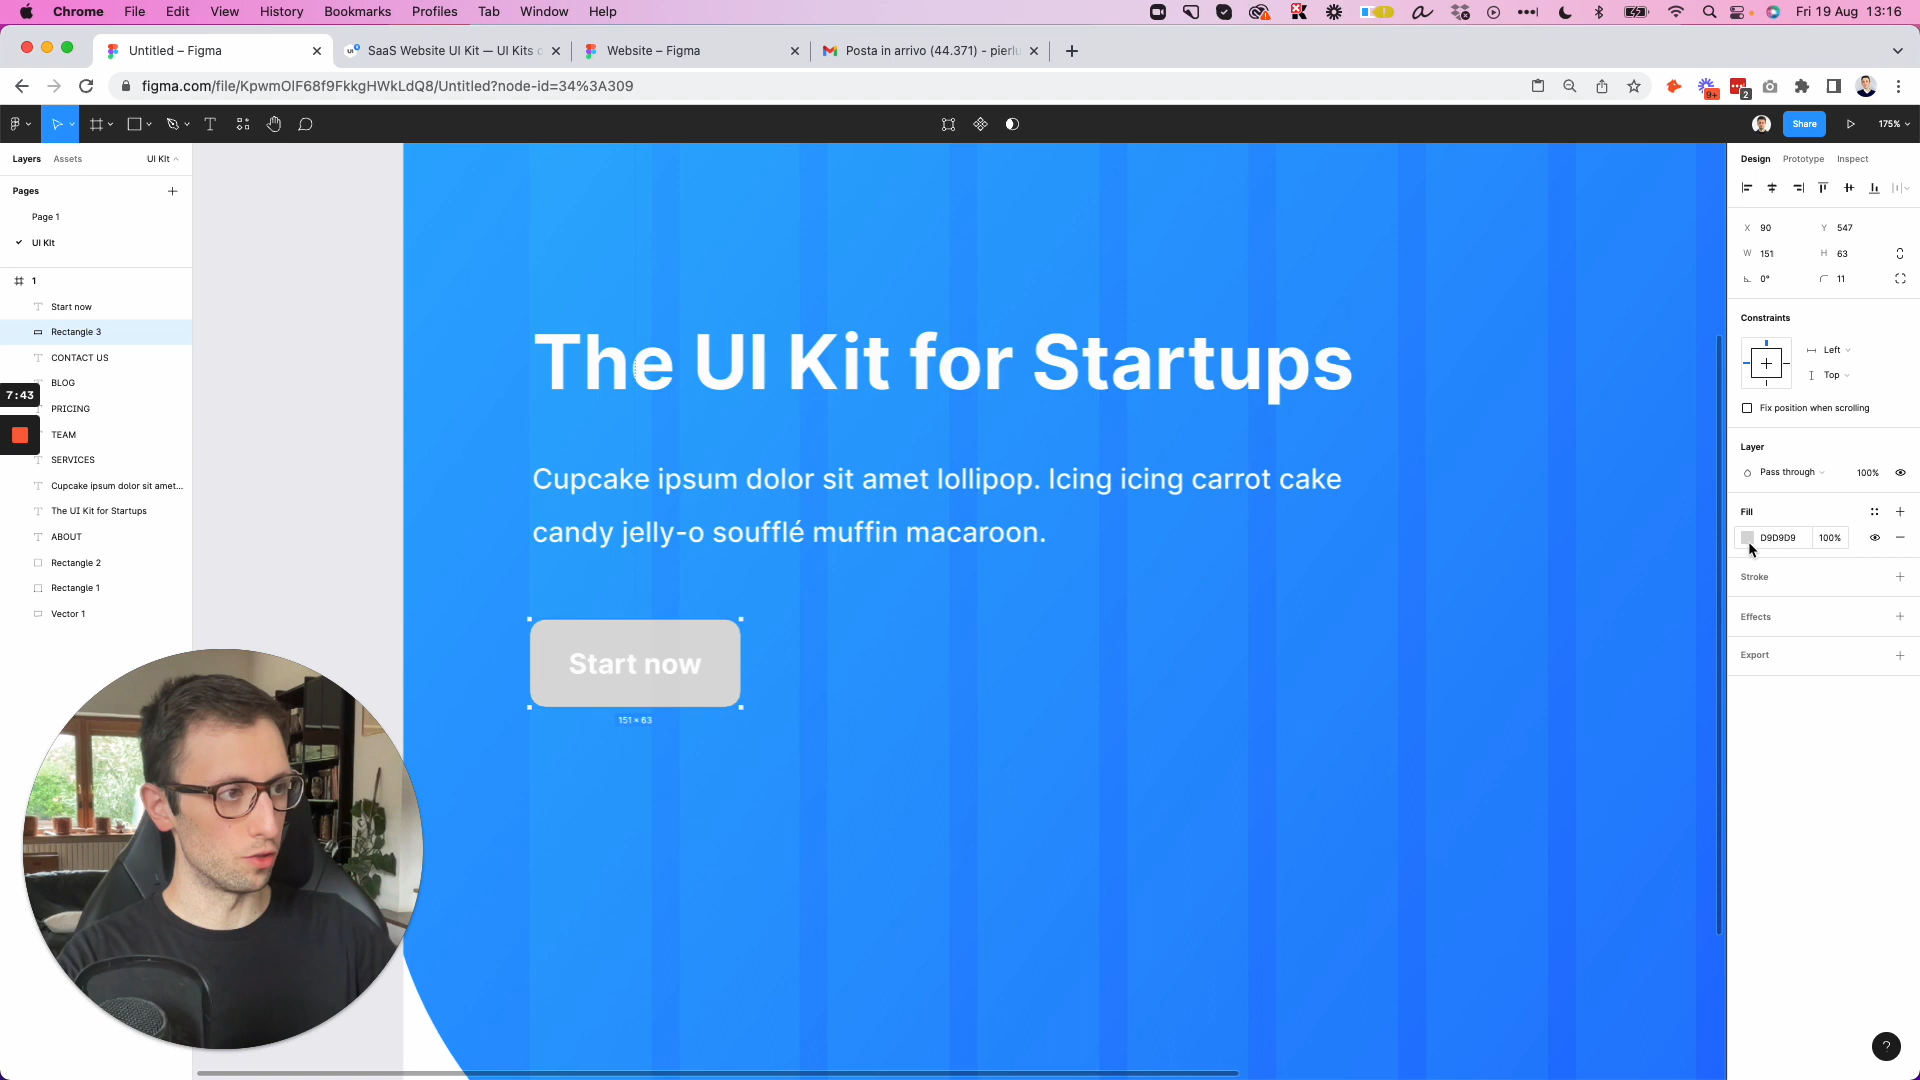 Chrome File Edit View History Bookmarks Profiles Tab Window Help
Fri 19 Aug 13:16
Untitled – Figma
SaaS Website UI Kit — UI Kits
Website – Figma
Posta in arrivo (44.371) - pierlu
figma.com/file/KpwmOlF68f9FkkgHWkLdQ8/Untitled?node-id=34%3A309
9+
2
Share
175%
Layers Assets UI Kit
Pages
Page 1
UI KIt
1
Start now
Rectangle 3
CONTACT US
BLOG
PRICING
TEAM
SERVICES
Cupcake ipsum dolor sit amet...
The UI Kit for Startups
ABOUT
Rectangle 2
Rectangle 1
Vector 1
7:43
The UI Kit for Startups
Cupcake ipsum dolor sit amet lollipop. Icing icing carrot cake
candy jelly-o soufflé muffin macaroon.
Start now
151 × 63
Design Prototype Inspect
X 90 Y 547
W 151 H 63
0° 11
Constraints
Left
Top
Fix position when scrolling
Layer
Pass through 100%
Fill
D9D9D9 100%
Stroke
Effects
Export
?